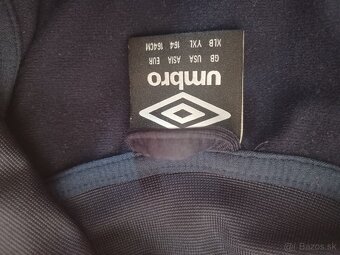 umbro
GB USA ASIA EUR
XLB YXL 164 164CM
© Bazos.sk